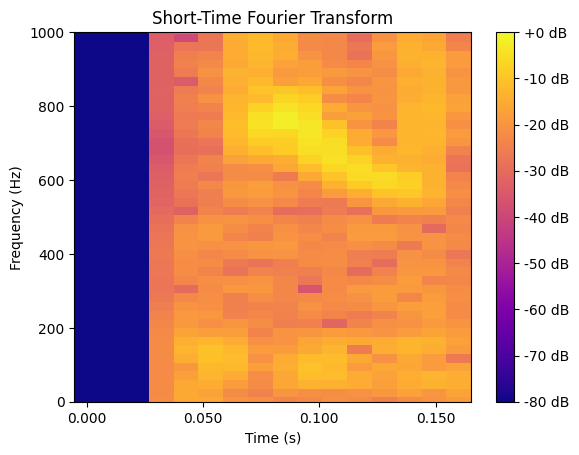 Short-Time Fourier Transform
Frequency (Hz)
1000
800
600
400
200
0
0.000 0.050 0.100 0.150
Time (s)
+0 dB
-10 dB
-20 dB
-30 dB
-40 dB
-50 dB
-60 dB
-70 dB
-80 dB